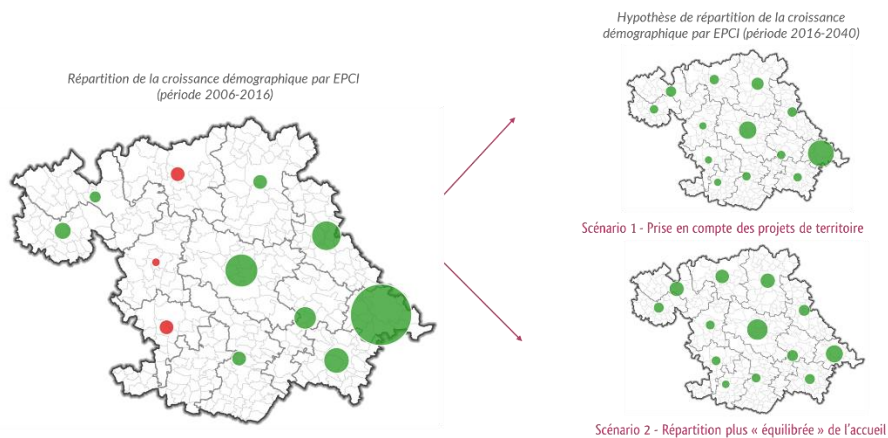 Répartition de la croissance démographique par EPCI
(période 2006-2016)
Hypothèse de répartition de la croissance
démographique par EPCI (période 2016-2040)
Scénario 1 - Prise en compte des projets de territoire
Scénario 2 - Répartition plus « équilibrée » de l'accueil